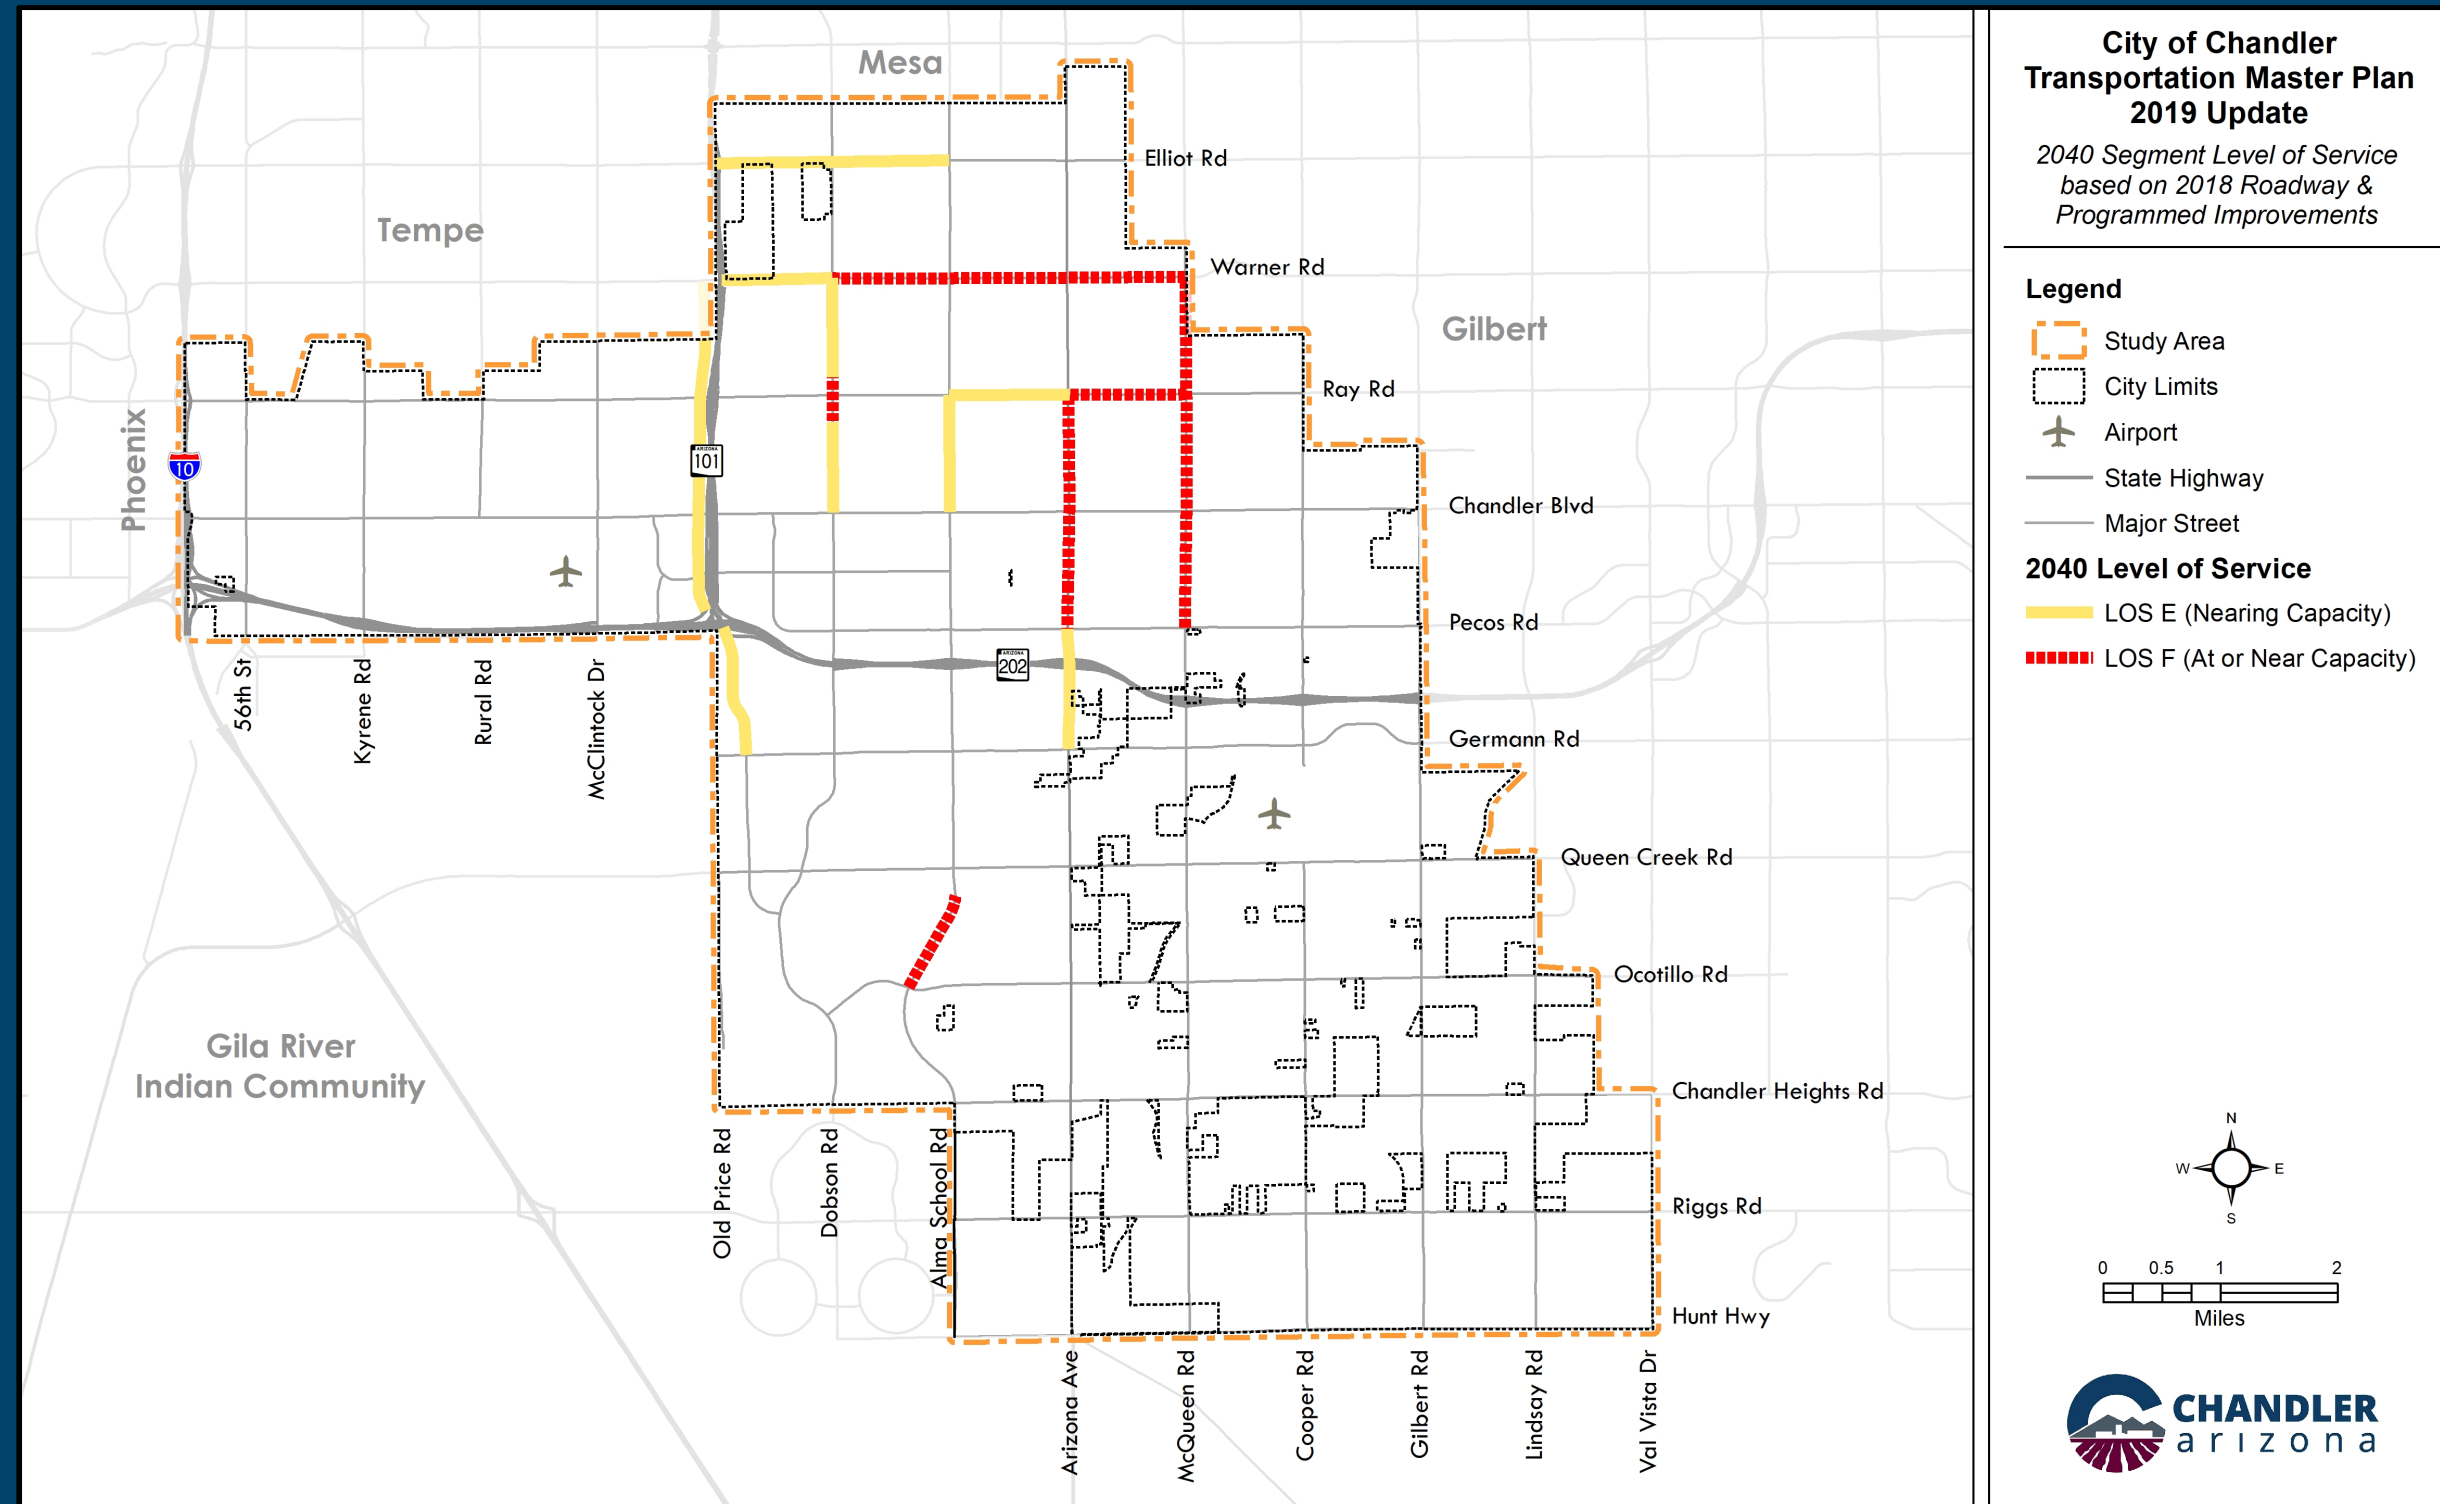 City of Chandler
Transportation Master Plan
2019 Update
2040 Segment Level of Service
based on 2018 Roadway &
Programmed Improvements
Legend
Study Area
City Limits
Airport
State Highway
Major Street
2040 Level of Service
LOS E (Nearing Capacity)
LOS F (At or Near Capacity)
Mesa
Tempe
Phoenix
Gilbert
Gila River
Indian Community
10
ARIZONA
101
ARIZONA
202
Elliot Rd
Warner Rd
Ray Rd
Chandler Blvd
Pecos Rd
Germann Rd
Queen Creek Rd
Ocotillo Rd
Chandler Heights Rd
Riggs Rd
Hunt Hwy
56th St
Kyrene Rd
Rural Rd
McClintock Dr
Old Price Rd
Dobson Rd
Alma School Rd
Arizona Ave
McQueen Rd
Cooper Rd
Gilbert Rd
Lindsay Rd
Val Vista Dr
N
W E
S
0 0.5 1 2
Miles
CHANDLER
arizona